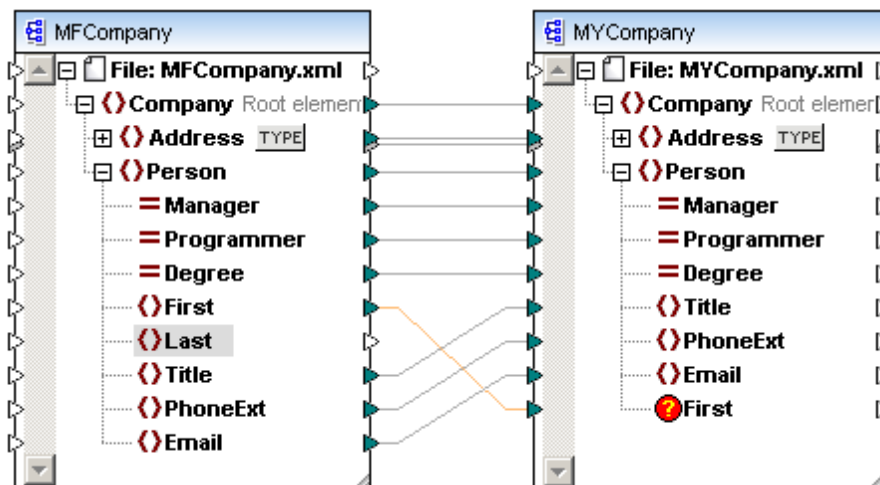 MFCompany
File: MFCompany.xml
Company Root elemen
Address TYPE
Person
Manager
Programmer
Degree
First
Last
Title
PhoneExt
Email
MYCompany
File: MYCompany.xml
Company Root elemer
Address TYPE
Person
Manager
Programmer
Degree
Title
PhoneExt
Email
?First